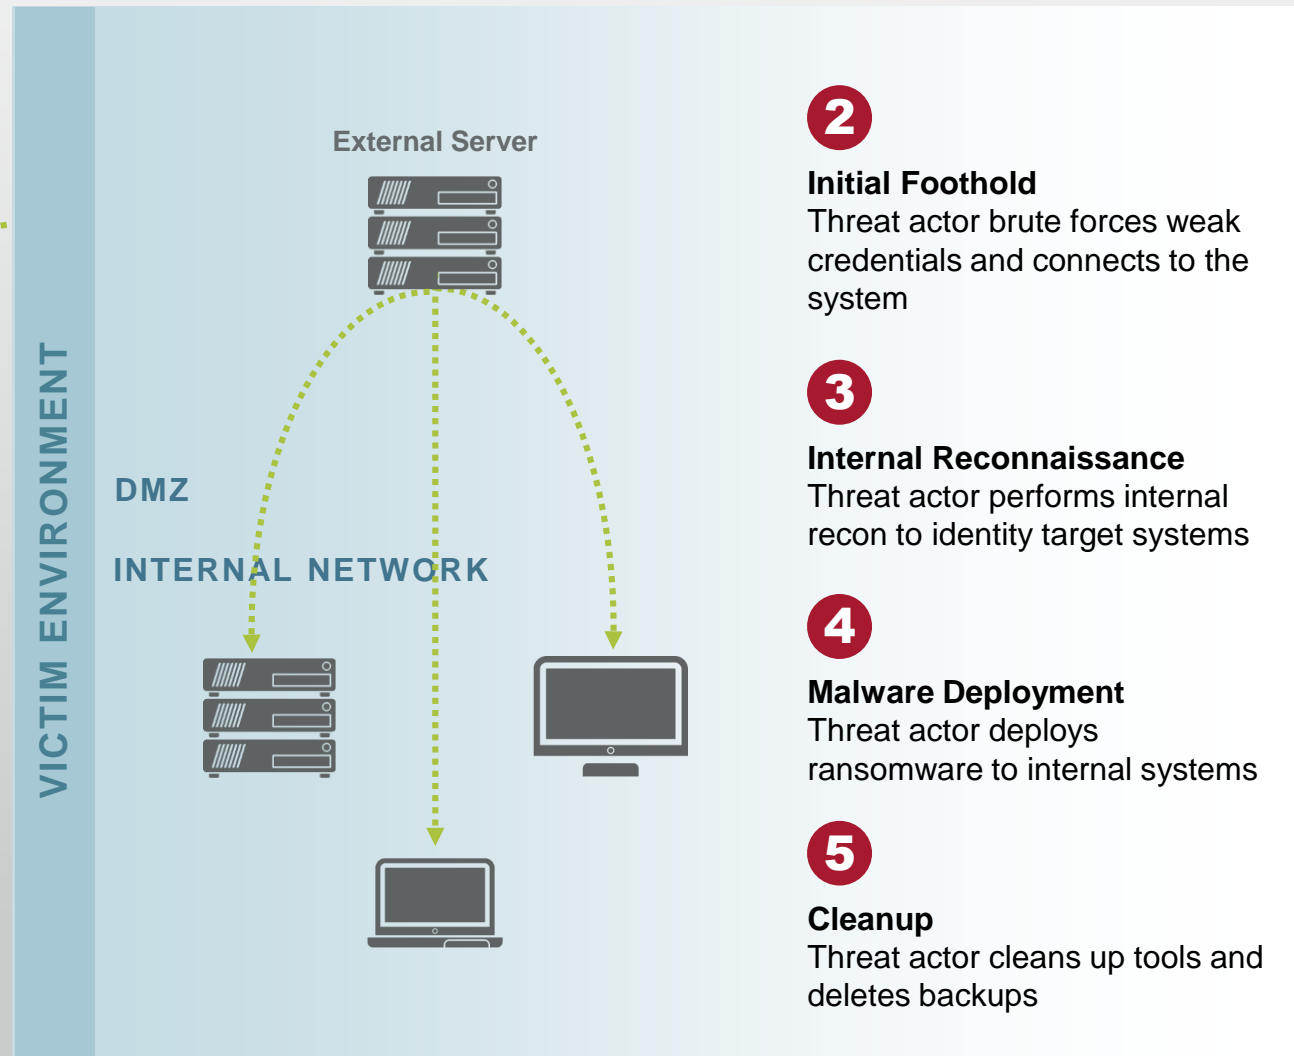 VICTIM ENVIRONMENT
External Server
DMZ
INTERNAL NETWORK
2
Initial Foothold
Threat actor brute forces weak
credentials and connects to the
system
3
Internal Reconnaissance
Threat actor performs internal
recon to identity target systems
4
Malware Deployment
Threat actor deploys
ransomware to internal systems
5
Cleanup
Threat actor cleans up tools and
deletes backups